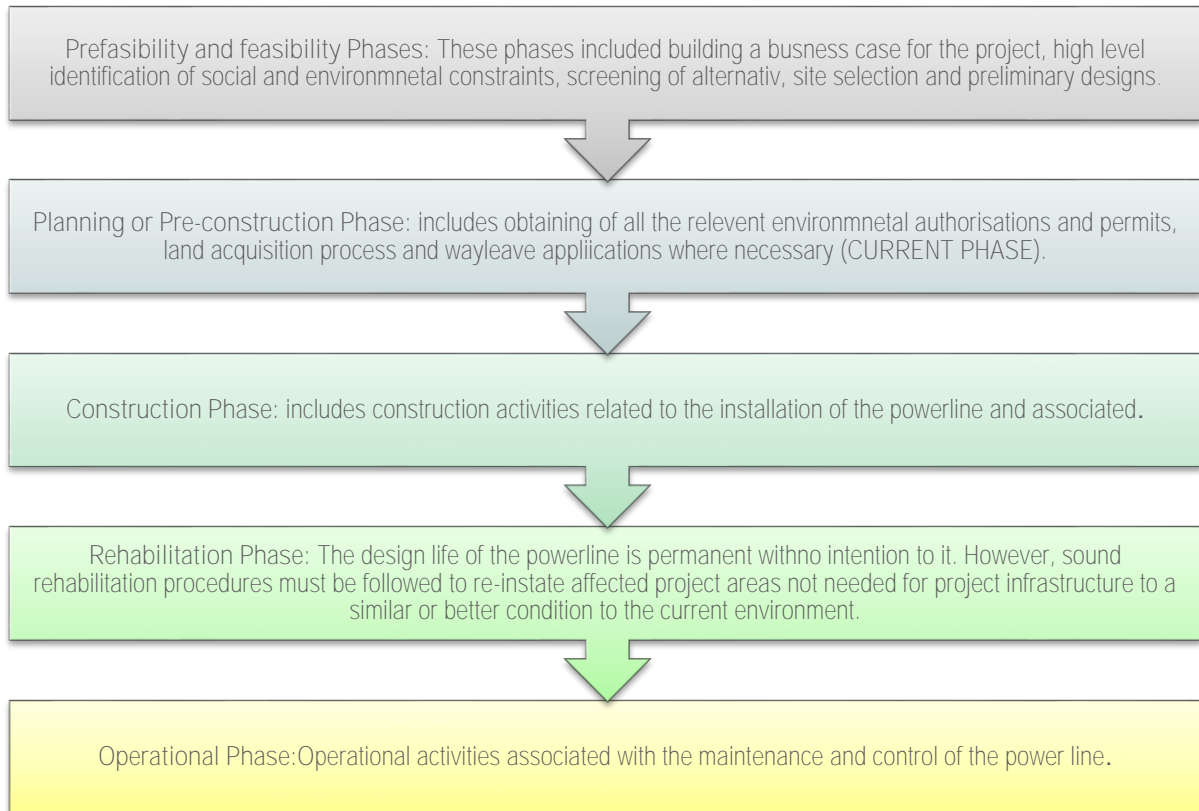 Prefasibility and feasibility Phases: These phases included building a busness case for the project, high level
identification of social and environmnetal constraints, screening of alternativ, site selection and preliminary designs.
Planning or Pre-construction Phase: includes obtaining of all the relevent environmnetal authorisations and permits,
land acquisition process and wayleave appliications where necessary (CURRENT PHASE).
Construction Phase: includes construction activities related to the installation of the powerline and associated.
Rehabilitation Phase: The design life of the powerline is permanent withno intention to it. However, sound
rehabilitation procedures must be followed to re-instate affected project areas not needed for project infrastructure to a
similar or better condition to the current environment.
Operational Phase:Operational activities associated with the maintenance and control of the power line.